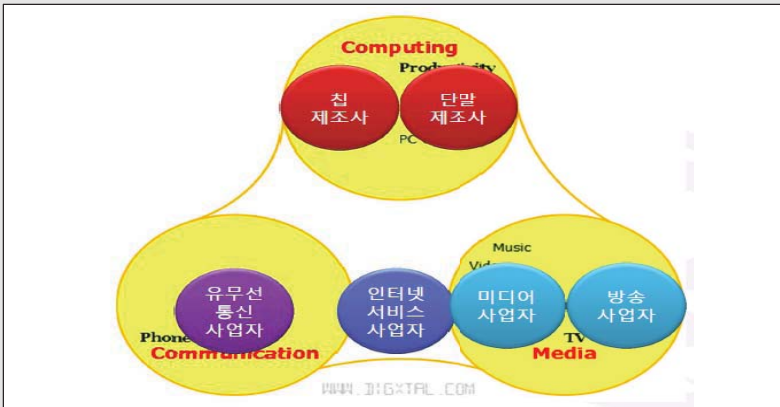 Computing
칩
제조사
단말
제조사
PC
Music
유무선
통신
사업자
인터넷
서비스
사업자
미디어
사업자
방송
사업자
Phone
TV
Communication
Media
WWW.DIGXTAL.COM